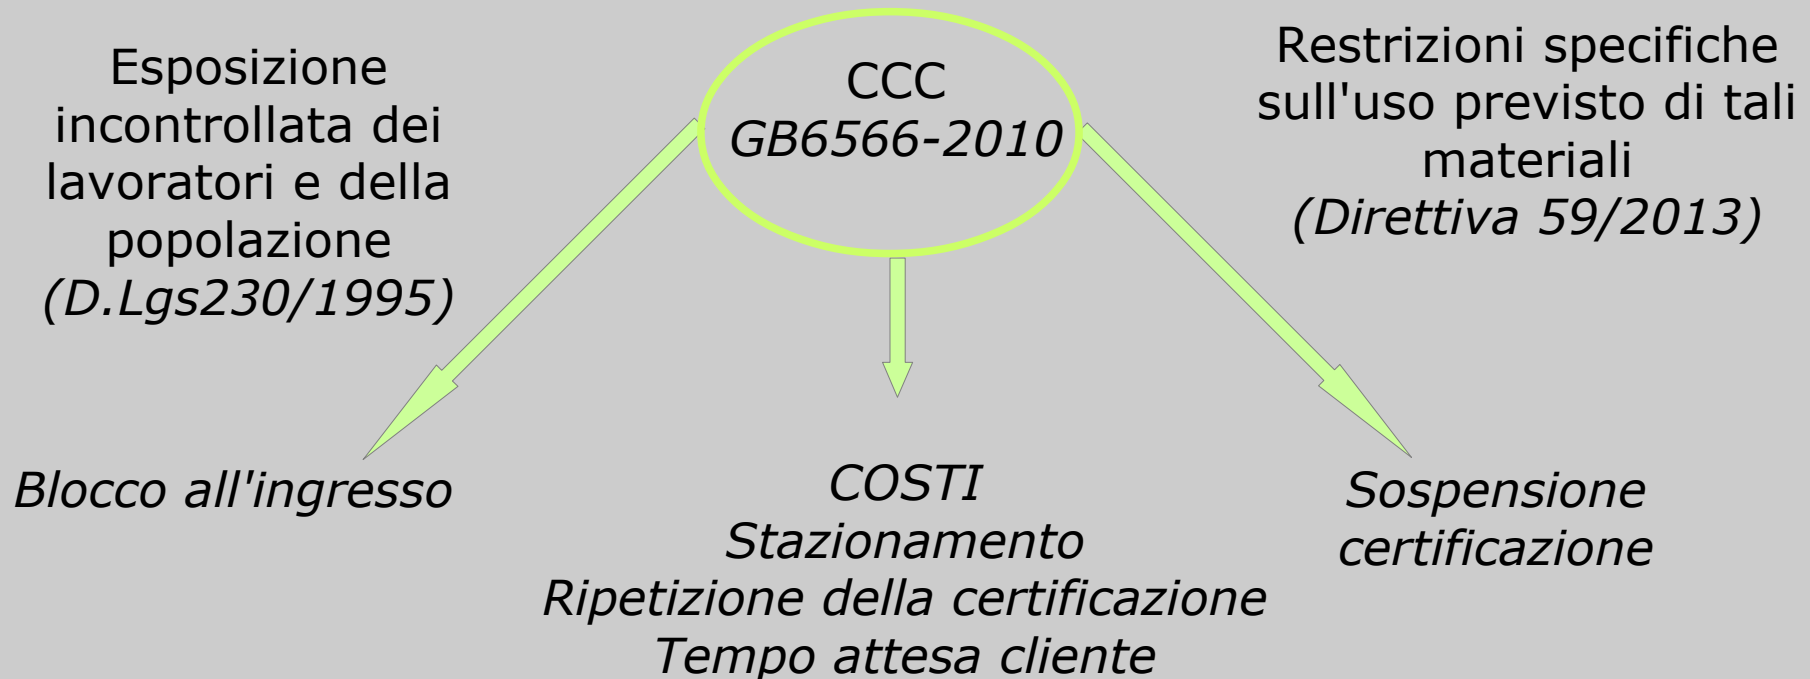 Esposizione
incontrollata dei
lavoratori e della
popolazione
(D.Lgs230/1995)
CCC
GB6566-2010
Restrizioni specifiche
sull'uso previsto di tali
materiali
(Direttiva 59/2013)
Blocco all'ingresso
COSTI
Stazionamento
Ripetizione della certificazione
Tempo attesa cliente
Sospensione
certificazione